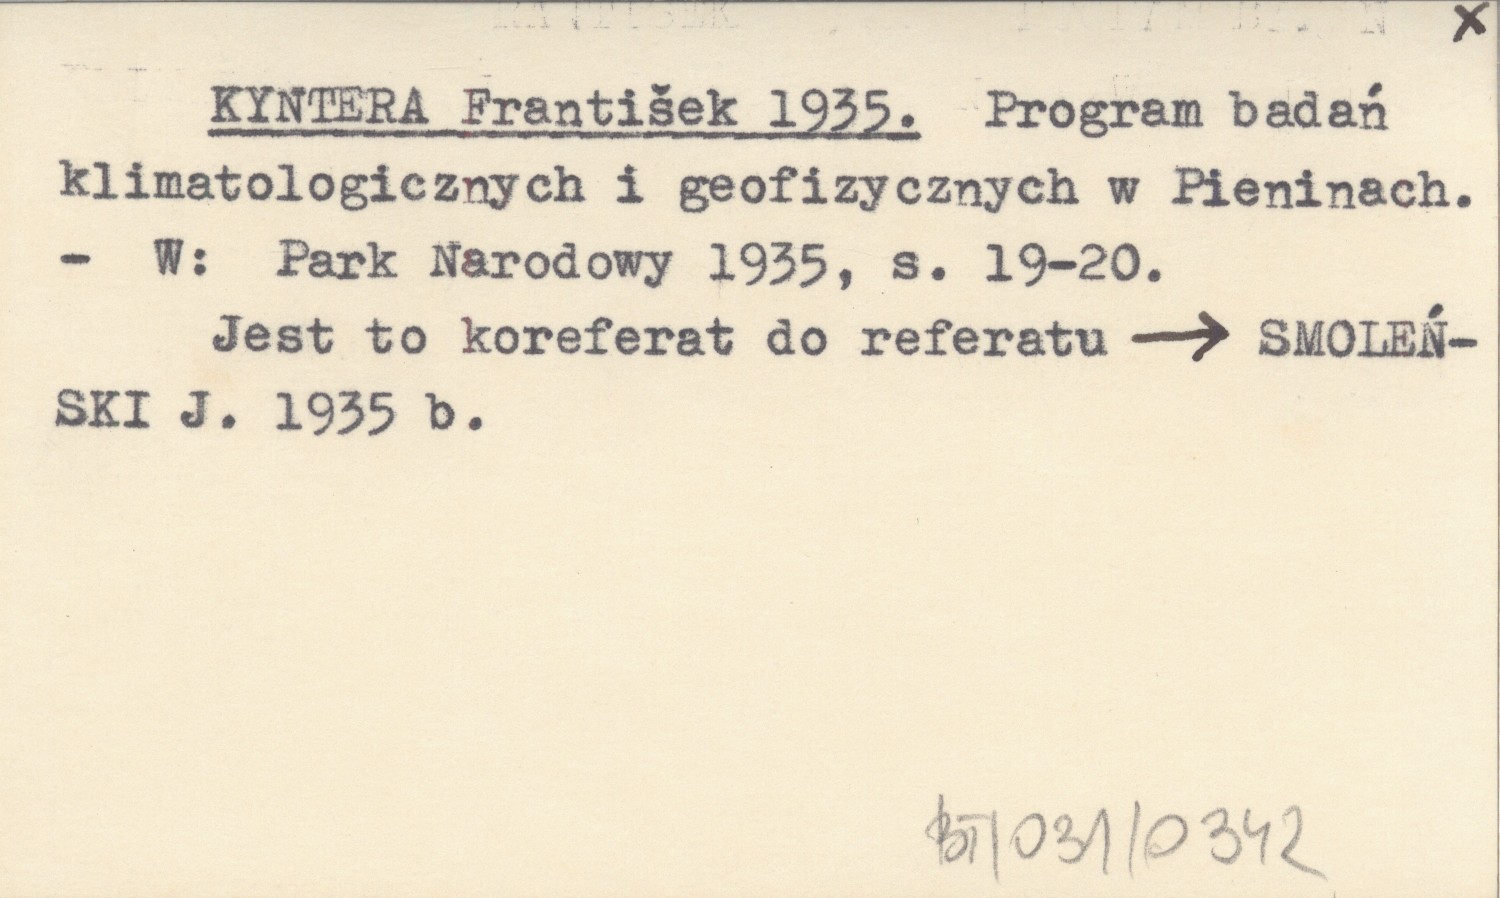 x
KYNTERA František 1935. Program badań
klimatologicznych i geofizycznych w Pieninach.
- W: Park Narodowy 1935, s. 19-20.
Jest to koreferat do referatu → SMOLEŃ-
SKI J. 1935 b.
BT/031/0342